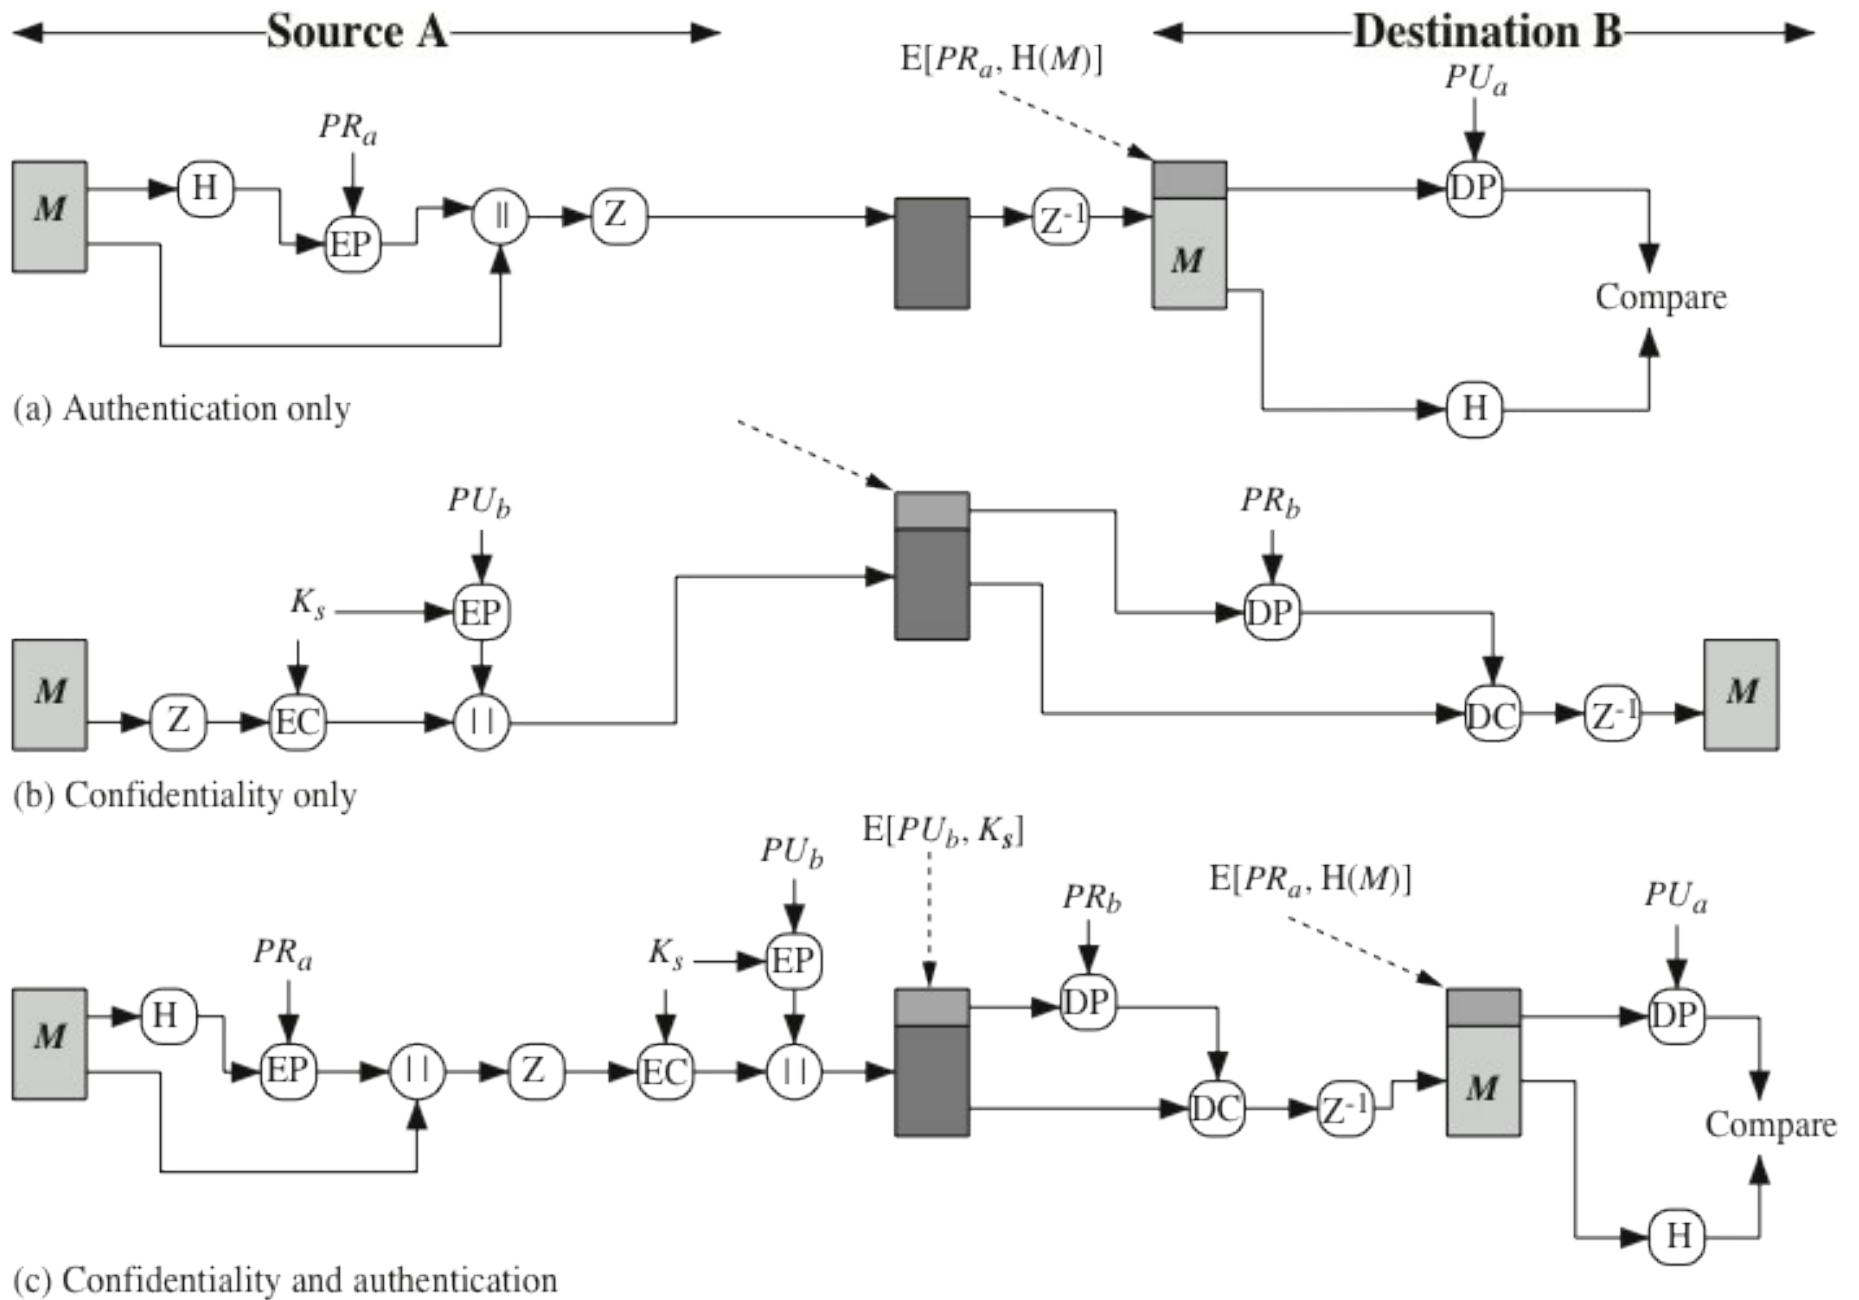 Source A
Destination B
E[PRa, H(M)]
PUa
PRa
M
H
EP
||
Z
Z-1
M
DP
Compare
H
(a) Authentication only
PUb
Ks
EP
M
Z
EC
||
PRb
DP
DC
Z-1
M
(b) Confidentiality only
E[PUb, Ks]
PUb
PRb
E[PRa, H(M)]
PUa
PRa
Ks
EP
M
H
EP
||
Z
EC
||
DP
DC
Z-1
M
DP
Compare
H
(c) Confidentiality and authentication